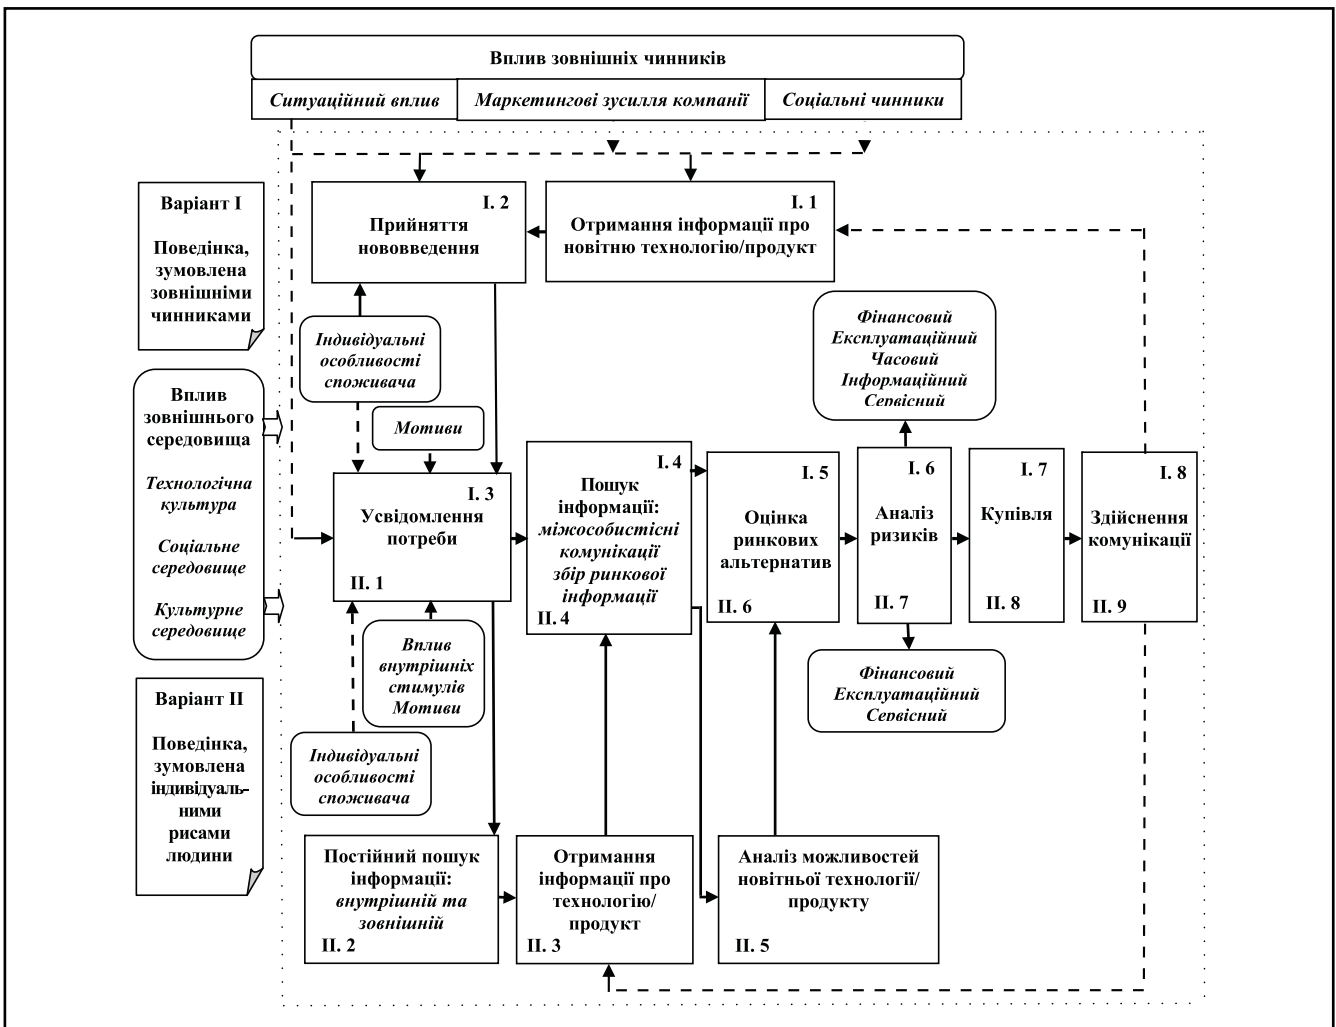 Вплив зовнішніх чинників
Ситуаційний вплив
Маркетингові зусилля компанії
Соціальні чинники
Варіант I
Поведінка,
зумовлена
зовнішніми
чинниками
I. 2
Прийняття
нововведення
I. 1
Отримання інформації про
новітню технологію/продукт
Індивідуальні
особливості
споживача
Мотиви
Фінансовий
Експлуатаційний
Часовий
Інформаційний
Сервісний
Вплив
зовнішнього
середовища
Технологічна
культура
Соціальне
середовище
Культурне
середовище
I. 3
Усвідомлення
потреби
II. 1
I. 4
Пошук
інформації:
міжособистісні
комунікації
збір ринкової
інформації
II. 4
I. 5
Оцінка
ринкових
альтернатив
II. 6
I. 6
Аналіз
ризиків
II. 7
I. 7
Купівля
II. 8
I. 8
Здійснення
комунікації
II. 9
Вплив
внутрішніх
стимулів
Мотиви
Фінансовий
Експлуатаційний
Сервісний
Варіант II
Поведінка,
зумовлена
індивідуаль-
ними
рисами
людини
Індивідуальні
особливості
споживача
Постійний пошук
інформації:
внутрішній та
зовнішній
II. 2
Отримання
інформації про
технологію/
продукт
II. 3
Аналіз можливостей
новітньої технології/
продукту
II. 5